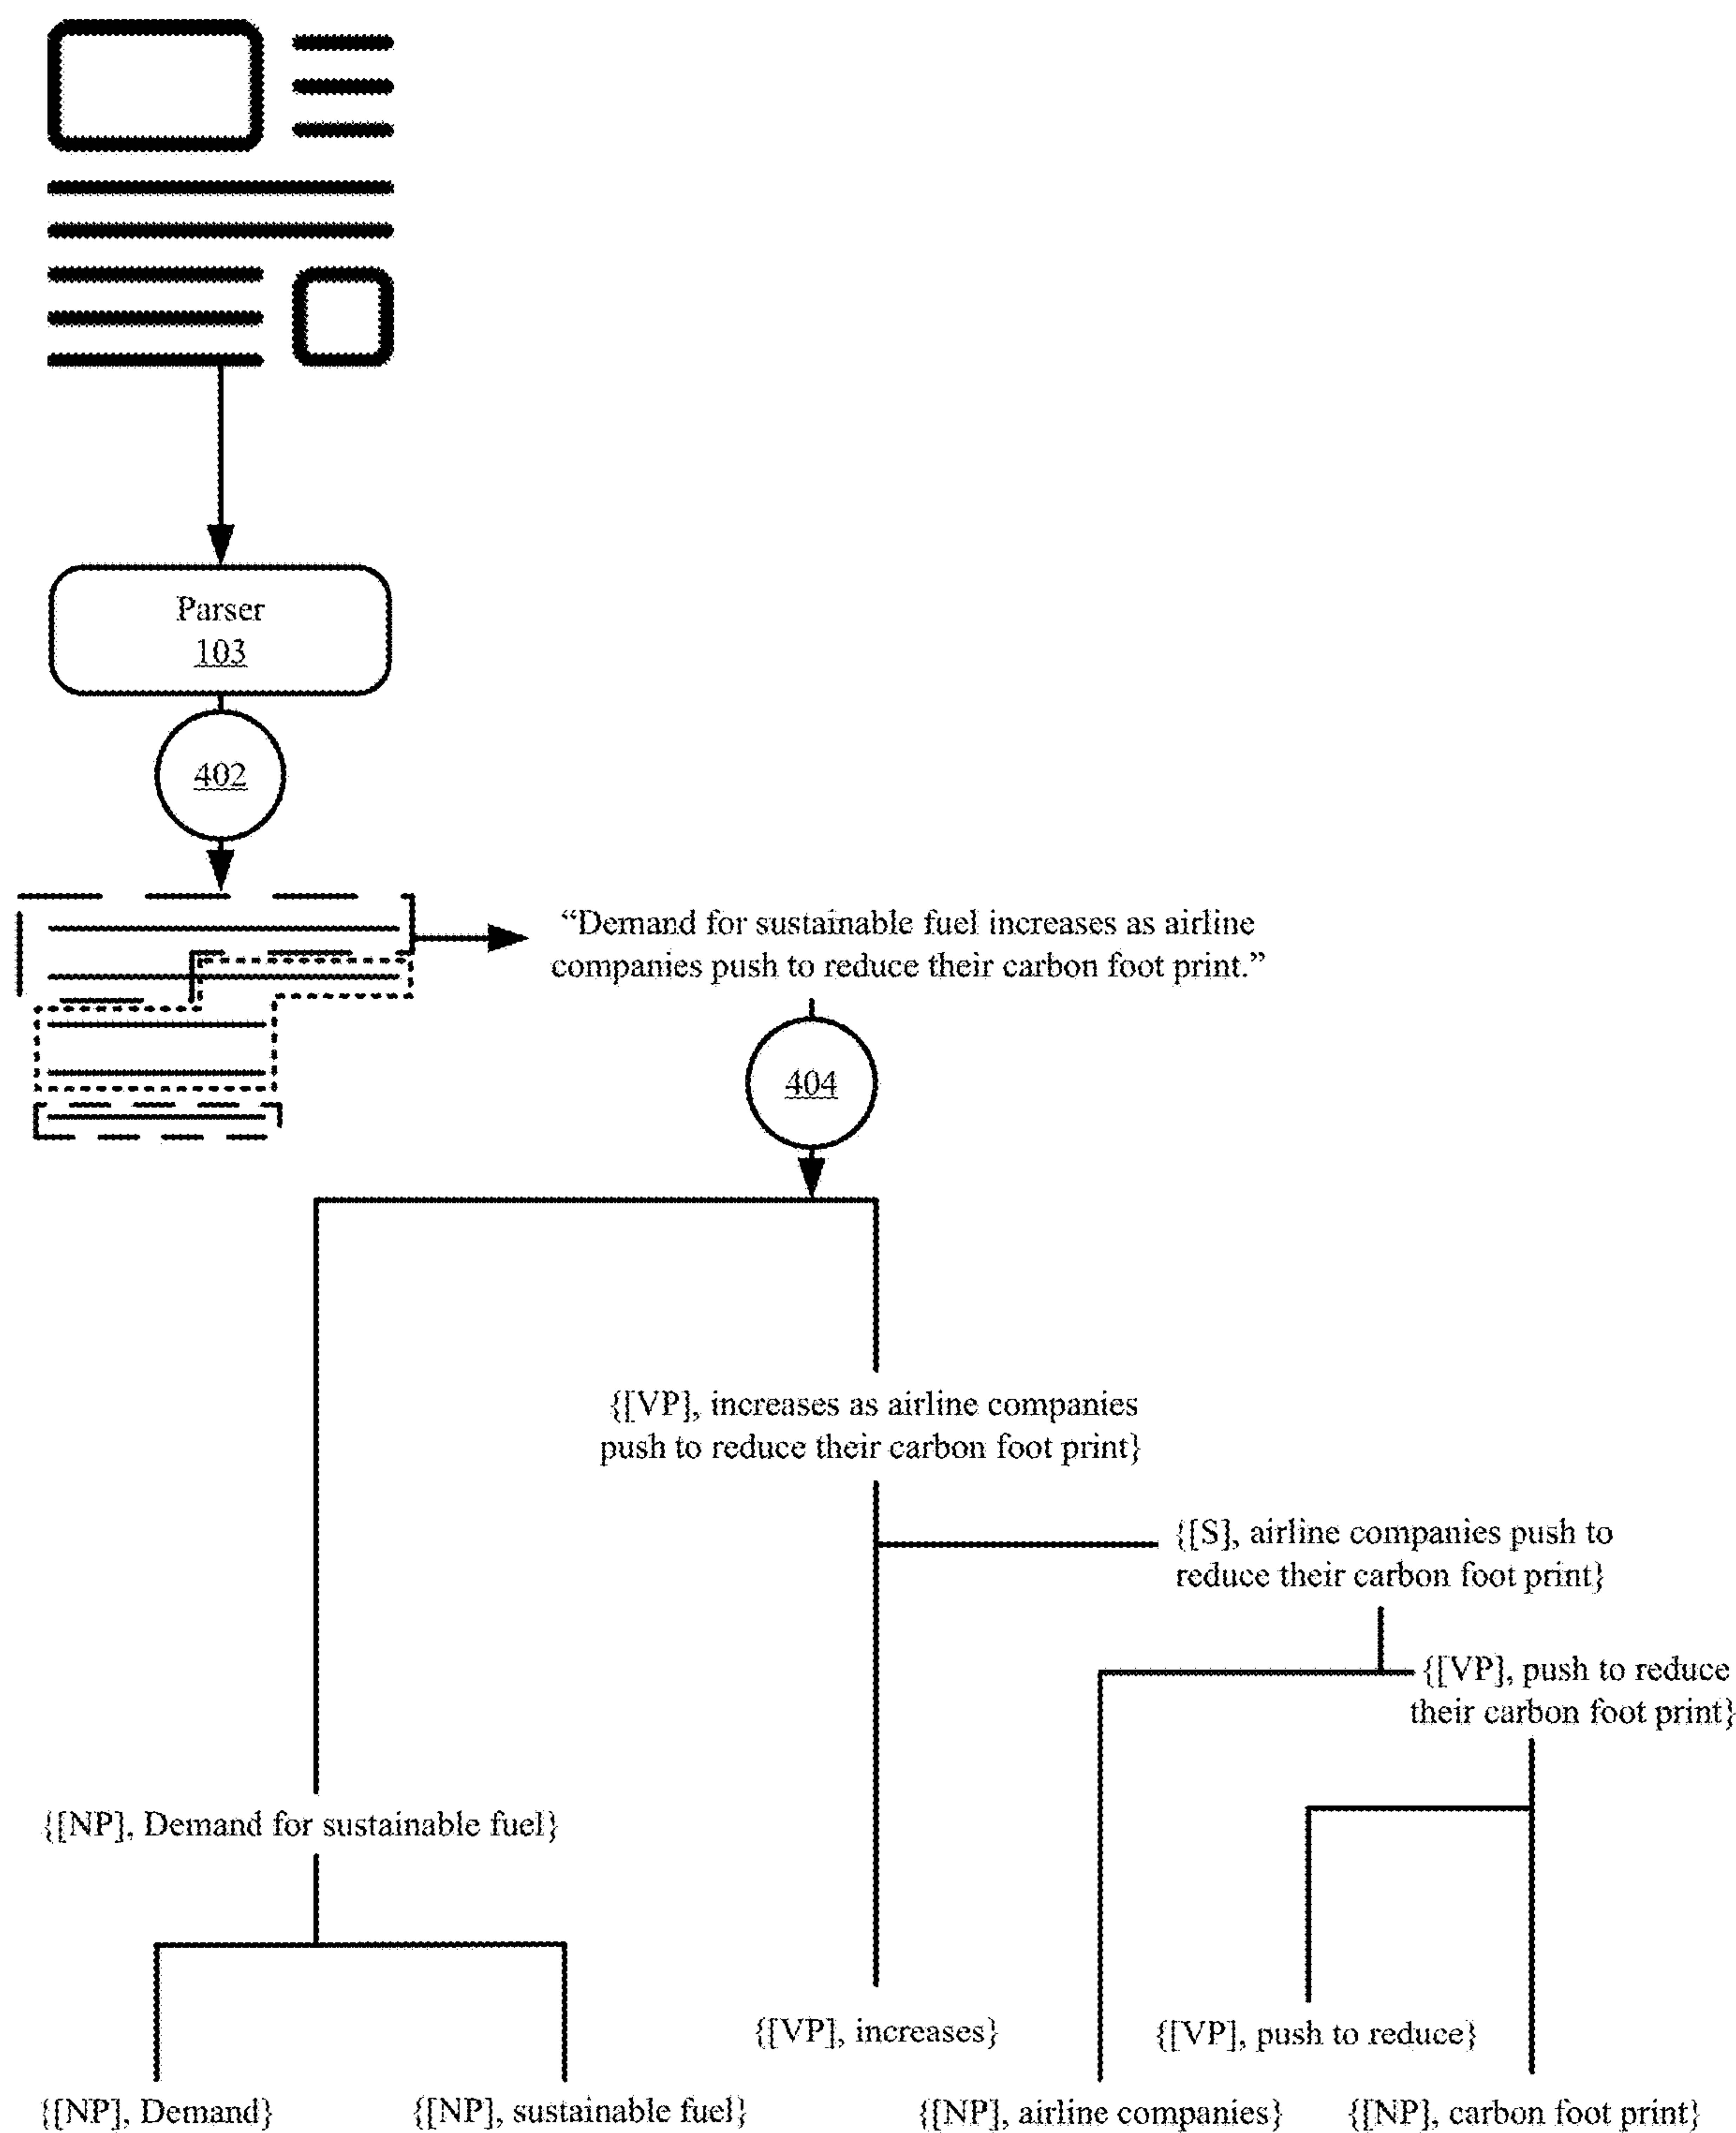 Parser
103
402
“Demand for sustainable fuel increases as airline
companies push to reduce their carbon foot print.”
404
{[VP], increases as airline companies
push to reduce their carbon foot print}
{[S], airline companies push to
reduce their carbon foot print}
{[VP], push to reduce
their carbon foot print}
{[NP], Demand for sustainable fuel}
{[VP], increases}
{[VP], push to reduce}
{[NP], Demand}
{[NP], sustainable fuel}
{[NP], airline companies}
{[NP], carbon foot print}